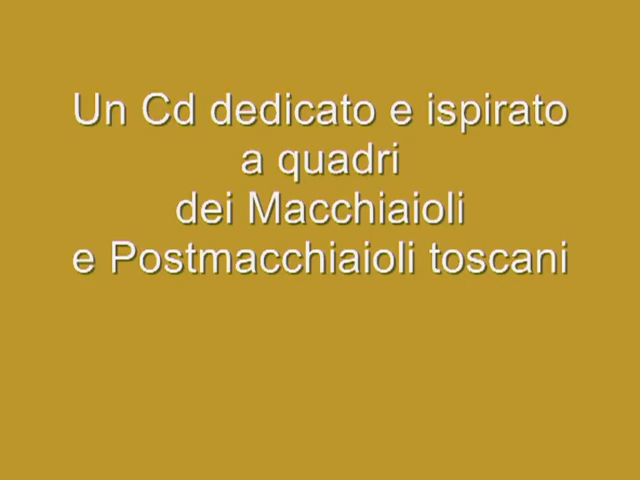 Un Cd dedicato e ispirato
a quadri
dei Macchiaioli
e Postmacchiaioli toscani